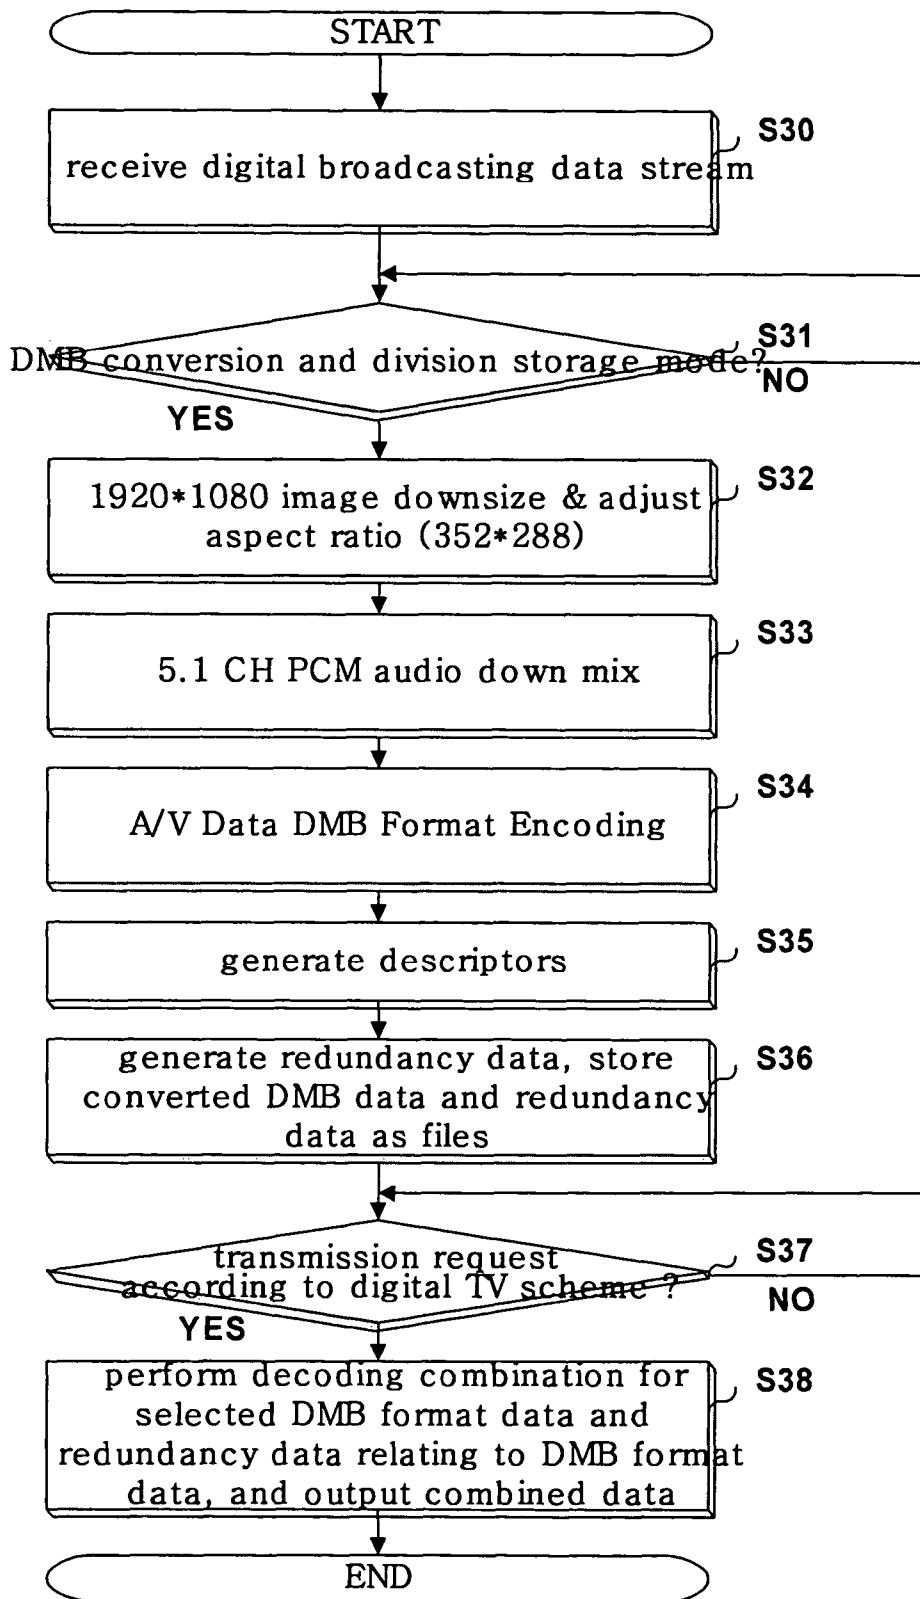 START
S30
receive digital broadcasting data stream
S31
DMB conversion and division storage mode?
NO
YES
S32
1920*1080 image downsize & adjust
aspect ratio (352*288)
S33
5.1 CH PCM audio down mix
S34
A/V Data DMB Format Encoding
S35
generate descriptors
S36
generate redundancy data, store
converted DMB data and redundancy
data as files
S37
transmission request
according to digital TV scheme ?
NO
YES
S38
perform decoding combination for
selected DMB format data and
redundancy data relating to DMB format
data, and output combined data
END